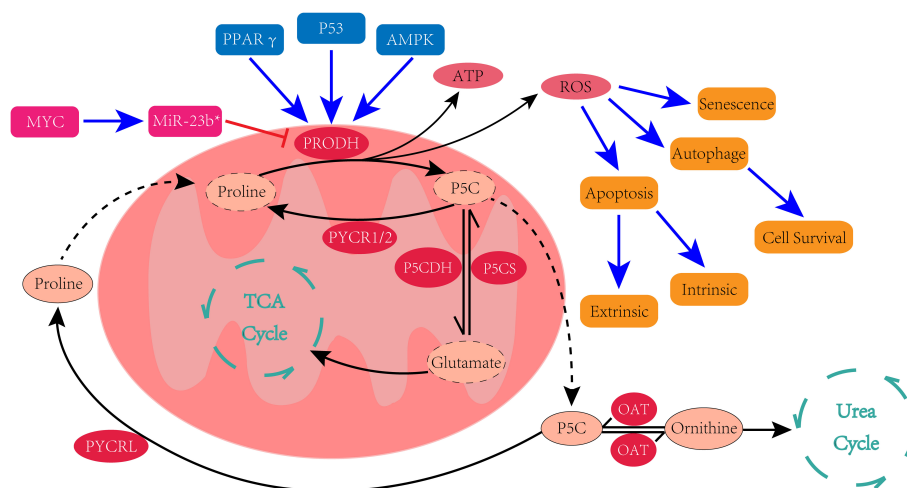 PPAR γ
P53
AMPK
ATP
ROS
Senescence
MYC
MiR-23b*
PRODH
Autophage
Proline
P5C
Apoptosis
PYCR1/2
Cell Survival
P5CDH
P5CS
Proline
TCA
Cycle
Intrinsic
Extrinsic
Glutamate
OAT
P5C
Ornithine
OAT
Urea
Cycle
PYCRL